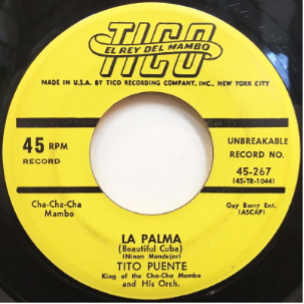 TICO
EL REY DEL MAMBO
MADE IN U.S.A. BY TICO RECORDING COMPANY, INC., NEW YORK CITY
45 RPM
RECORD
UNBREAKABLE
RECORD NO.
45-267
(45-TR-1044)
Cha-Cha-Cha
Mambo
Guy Barry Ent.
(ASCAP)
LA PALMA
(Beautiful Cuba)
(Ninon Mondejar)
TITO PUENTE
King of the Cha-Cha Mambo
and His Orch.